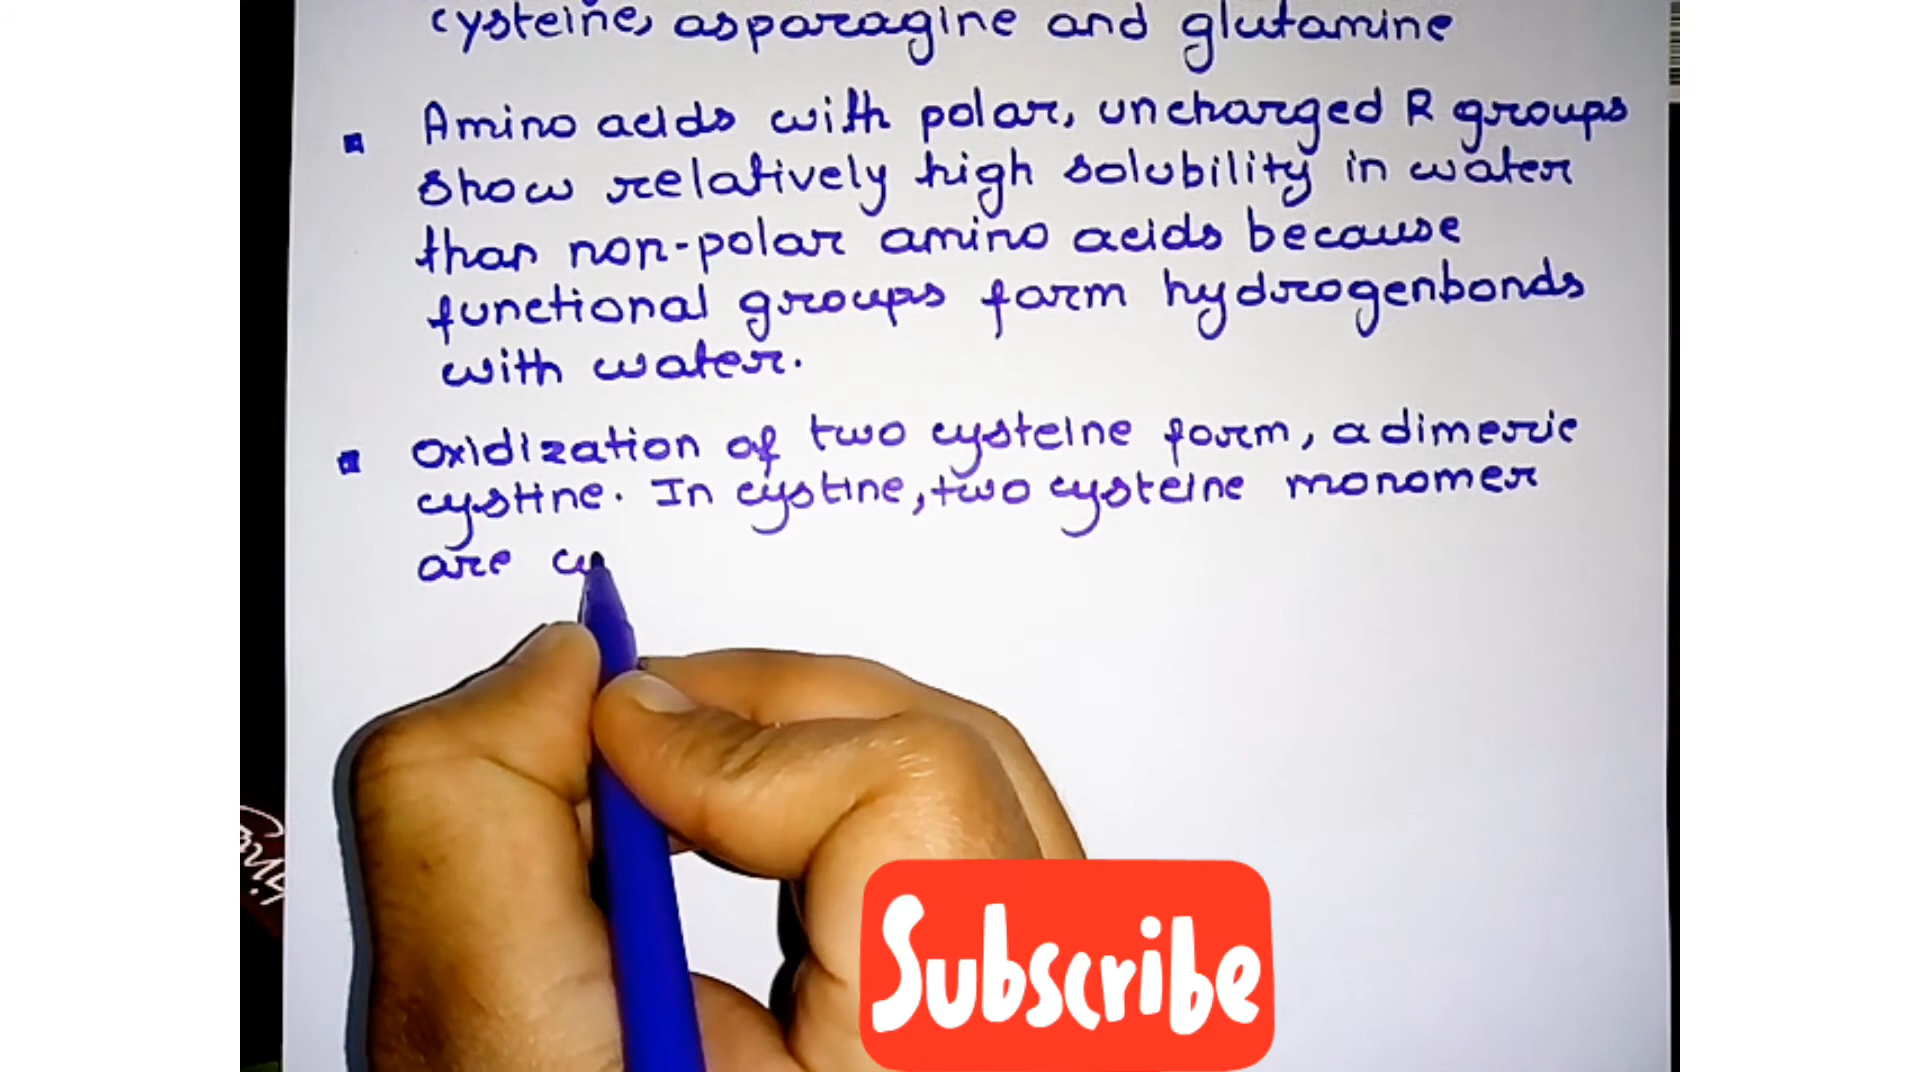 cysteine, asparagine and glutamine
Amino acids with polar, uncharged R groups
show relatively high solubility in water
than non-polar amino acids because
functional groups form hydrogenbonds
with water.
Oxidization of two cysteine form, a dimeric
cystine. In cystine, two cysteine monomer
are
Subscribe